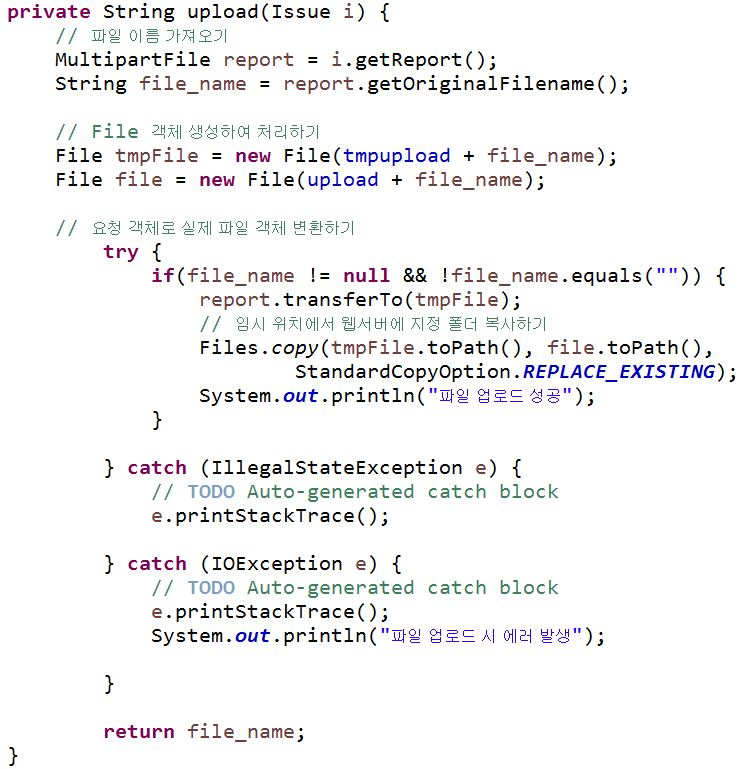 private String upload(Issue i) {
// 파일 이름 가져오기
MultipartFile report = i.getReport();
String file_name = report.getOriginalFilename();
// File 객체 생성하여 처리하기
File tmpFile = new File(tmpupload + file_name);
File file = new File(upload + file_name);
// 요청 객체로 실제 파일 객체 변환하기
try {
if(file_name != null && !file_name.equals("")) {
report.transferTo(tmpFile);
// 임시 위치에서 웹서버에 지정 폴더 복사하기
Files.copy(tmpFile.toPath(), file.toPath(),
StandardCopyOption.REPLACE_EXISTING);
System.out.println("파일 업로드 성공");
}
} catch (IllegalStateException e) {
// TODO Auto-generated catch block
e.printStackTrace();
} catch (IOException e) {
// TODO Auto-generated catch block
e.printStackTrace();
System.out.println("파일 업로드 시 에러 발생");
}
return file_name;
}